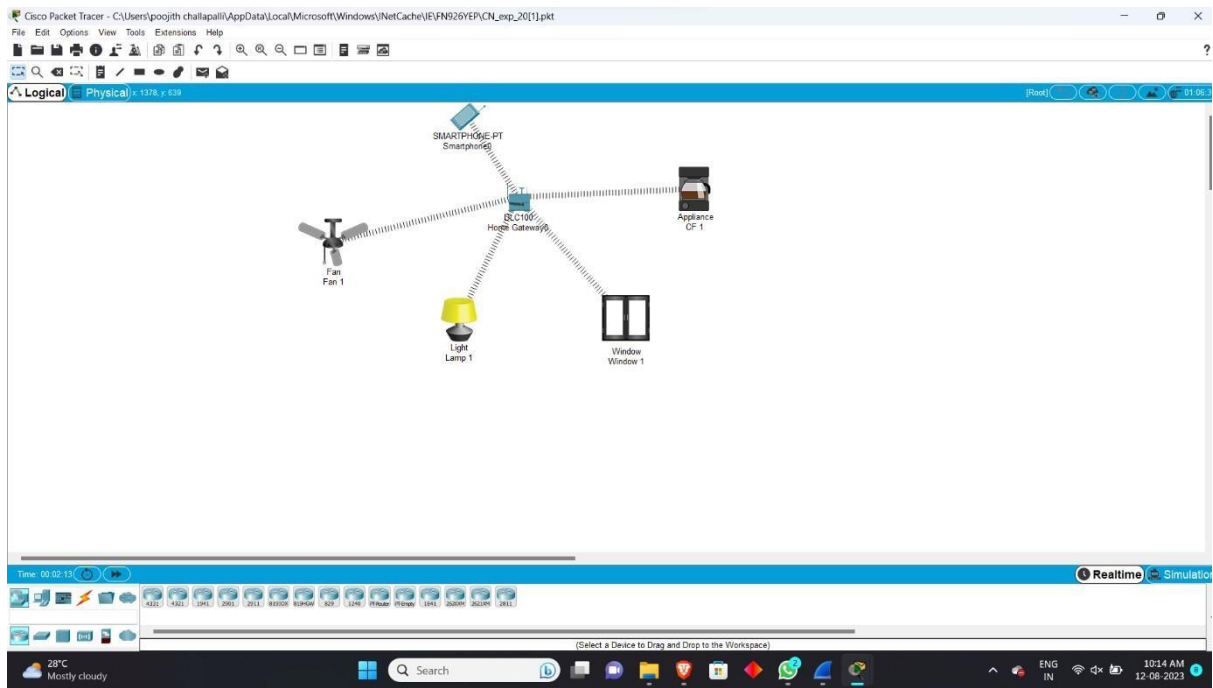 Cisco Packet Tracer - C:\Users\poojith challapalli\AppData\Local\Microsoft\Windows\INetCache\IE\FN926YEP\CN_exp_20[1].pkt
File Edit Options View Tools Extensions Help
?
Logical Physical x: 1378, y: 639 [Root] 01:06:3
SMARTPHONE-PT
Smartphone0
DLC100
Home Gateway0
Appliance
CF 1
Fan
Fan 1
Light
Lamp 1
Window
Window 1
Time: 00:02:13 Realtime Simulation
4331 4321 1941 2901 2911 819IOX 819HGW 829 1240 PT-Router PT-Empty 1841 2620XM 2621XM 2811
(Select a Device to Drag and Drop to the Workspace)
28°C
Mostly cloudy
Search
2
ENG
IN
10:14 AM
12-08-2023